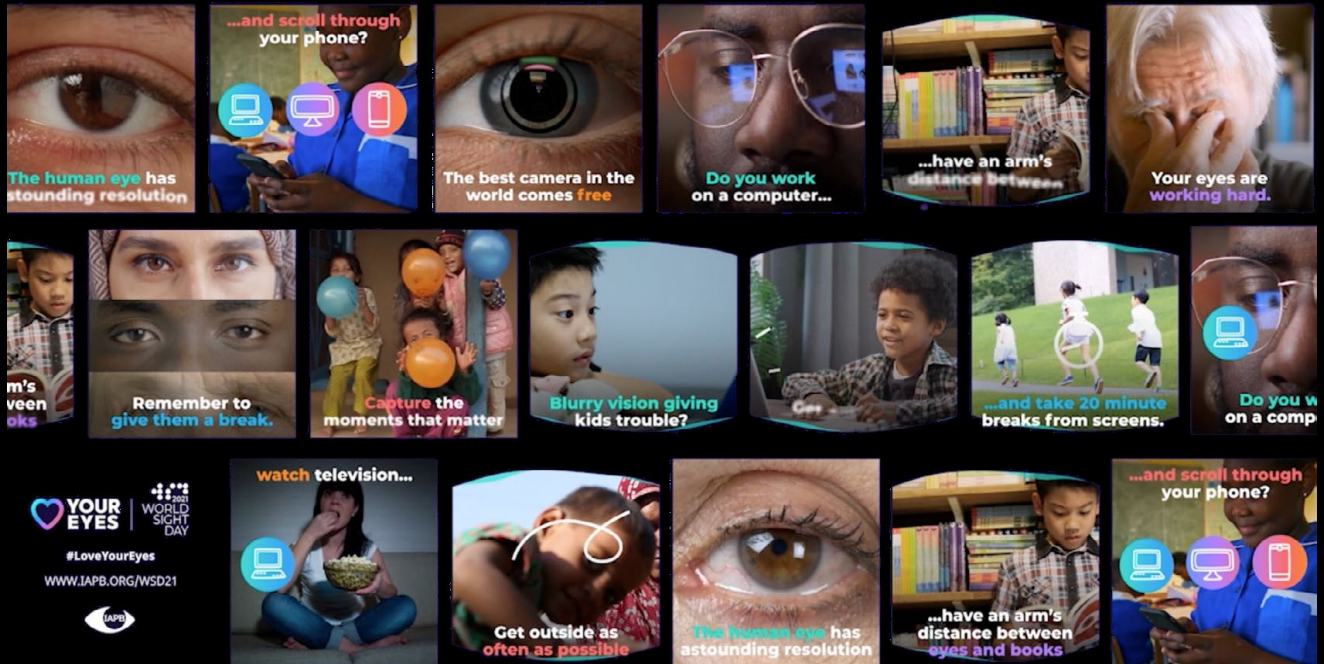 The human eye has
stounding resolution
...and scroll through
your phone?
The best camera in the
world comes free
Do you work
on a computer...
...have an arm's
distance between
Your eyes are
working hard.
m's
ween
oks
Remember to
give them a break.
Capture the
moments that matter
Blurry vision giving
kids trouble?
...and take 20 minute
breaks from screens.
Do you w
on a comp
YOUR
EYES
2021
WORLD
SIGHT
DAY
#LoveYourEyes
WWW.IAPB.ORG/WSD21
IAPB
watch television...
Get outside as
often as possible
The human eye has
astounding resolution
...have an arm's
distance between
eyes and books
...and scroll through
your phone?